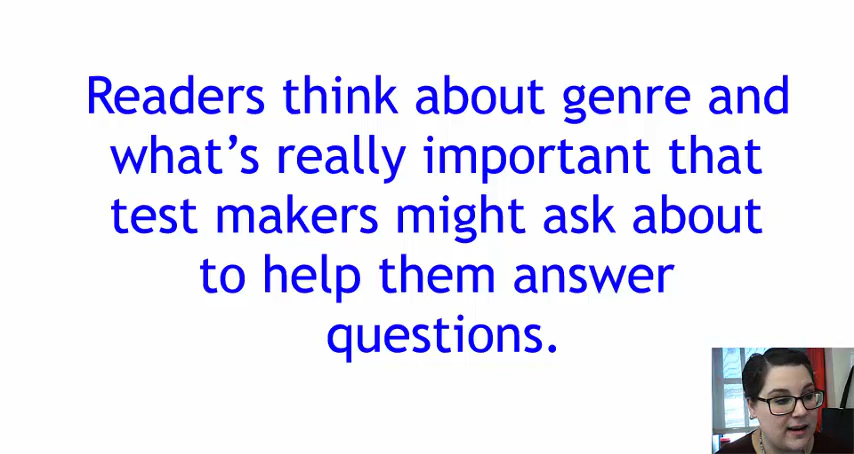 Readers think about genre and
what's really important that
test makers might ask about
to help them answer
questions.